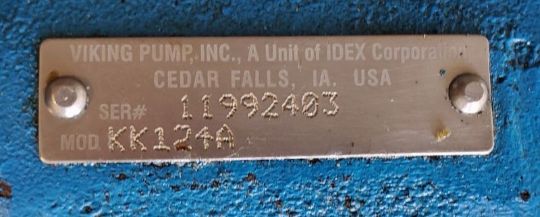 VIKING PUMP, INC., A Unit of IDEX Corporation
CEDAR FALLS, IA. USA
SER# 11992403
MOD. KK124A